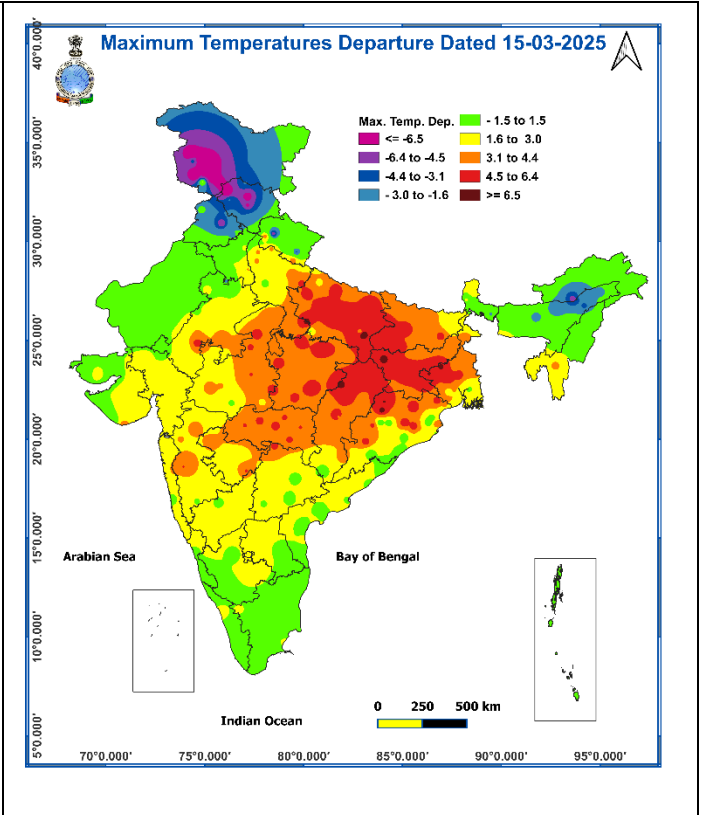 Maximum Temperatures Departure Dated 15-03-2025
Max. Temp. Dep.
<= -6.5
-6.4 to -4.5
-4.4 to -3.1
- 3.0 to -1.6
- 1.5 to 1.5
1.6 to 3.0
3.1 to 4.4
4.5 to 6.4
>= 6.5
40°0.000'
35°0.000'
30°0.000'
25°0.000'
20°0.000'
15°0.000'
10°0.000'
5°0.000'
Arabian Sea
Bay of Bengal
Indian Ocean
0 250 500 km
70°0.000' 75°0.000' 80°0.000' 85°0.000' 90°0.000' 95°0.000'